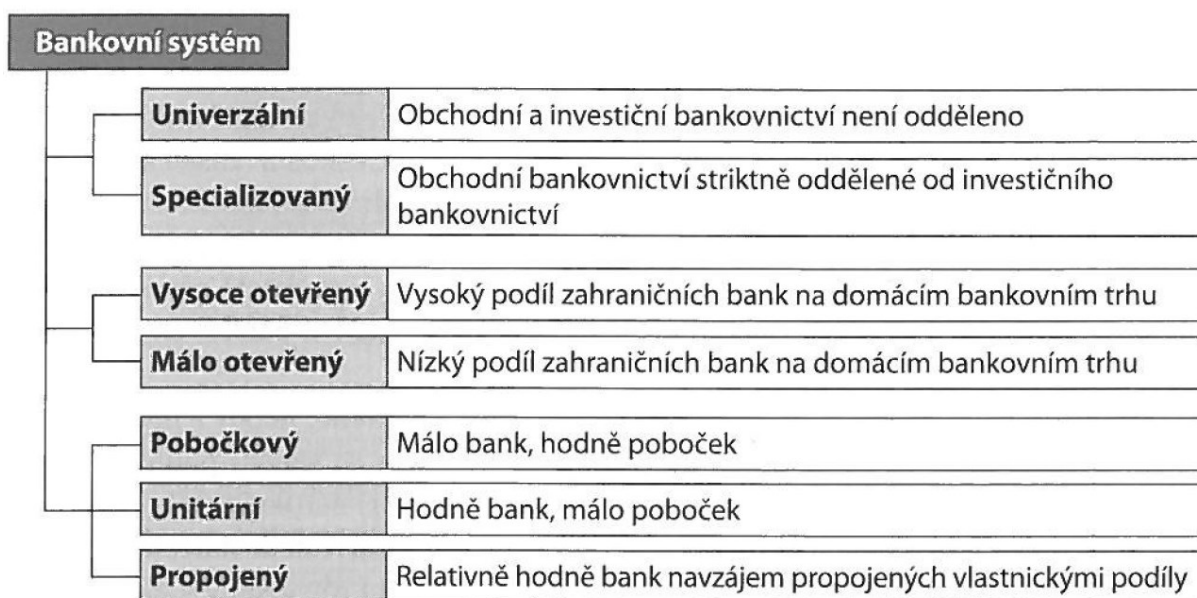 Bankovní systém
Univerzální Obchodní a investiční bankovnictví není odděleno
Specializovaný Obchodní bankovnictví striktně oddělené od investičního
bankovnictví
Vysoce otevřený Vysoký podíl zahraničních bank na domácím bankovním trhu
Málo otevřený Nízký podíl zahraničních bank na domácím bankovním trhu
Pobočkový Málo bank, hodně poboček
Unitární Hodně bank, málo poboček
Propojený Relativně hodně bank navzájem propojených vlastnickými podíly